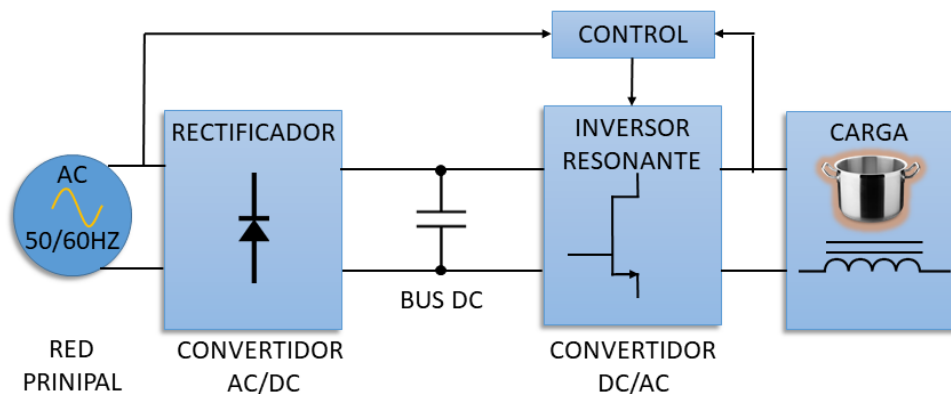 CONTROL
RECTIFICADOR
INVERSOR
RESONANTE
CARGA
AC
50/60HZ
BUS DC
RED
PRINIPAL
CONVERTIDOR
AC/DC
CONVERTIDOR
DC/AC